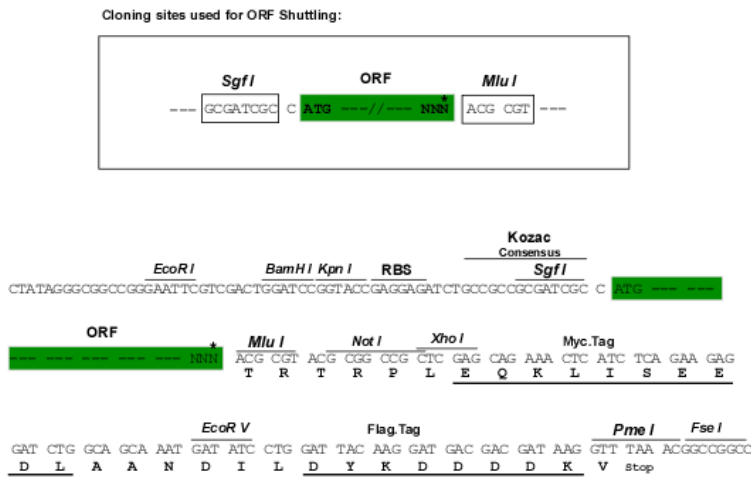 Cloning sites used for ORF Shuttling:
Sgf I ORF Mlu I
*
--- GCGATCGC C ATG ---//--- NNN ACG CGT ---
Kozac
Consensus
EcoR I BamH I Kpn I RBS Sgf I
CTATAGGGCGGCCGGGAATTCGTCGACTGGATCCGGTACCGAGGAGATCTGCCGCCGCGATCGC C ATG --- ---
ORF * Mlu I Not I Xho I Myc.Tag
--- --- --- --- --- --- NNN ACG CGT ACG CGG CCG CTC GAG CAG AAA CTC ATC TCA GAA GAG
T R T R P L E Q K L I S E E
EcoR V Flag.Tag Pme I Fse I
GAT CTG GCA GCA AAT GAT ATC CTG GAT TAC AAG GAT GAC GAC GAT AAG GTT TAA ACGGCCGGCC
D L A A N D I L D Y K D D D D K V Stop